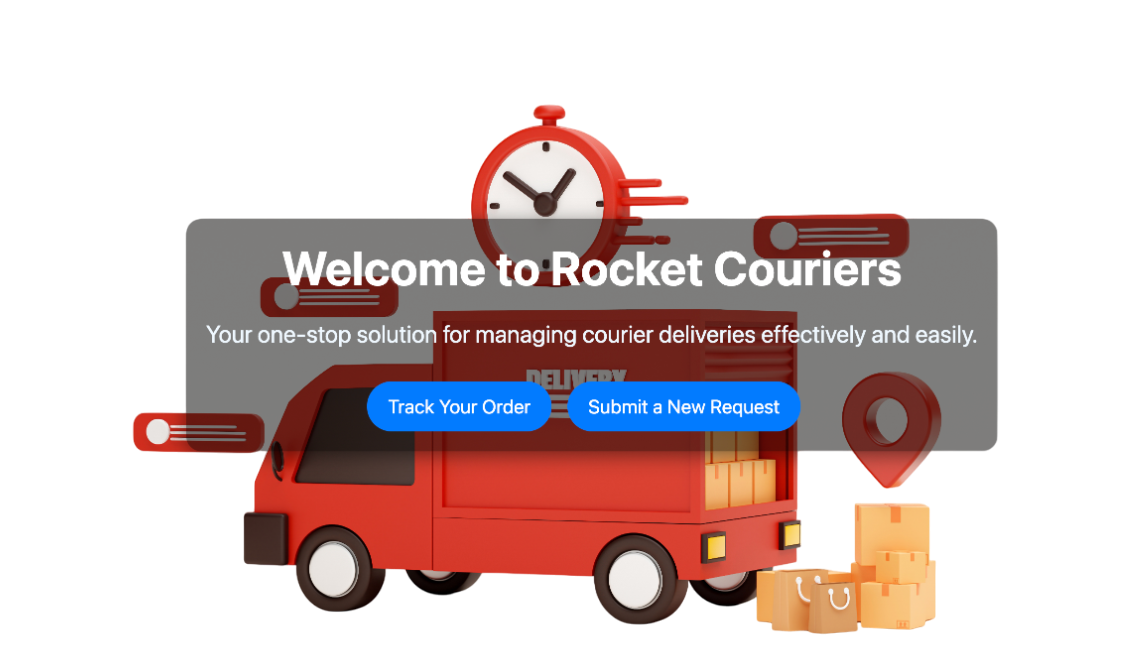 Welcome to Rocket Couriers
Your one-stop solution for managing courier deliveries effectively and easily.
DELIVERY
Track Your Order
Submit a New Request